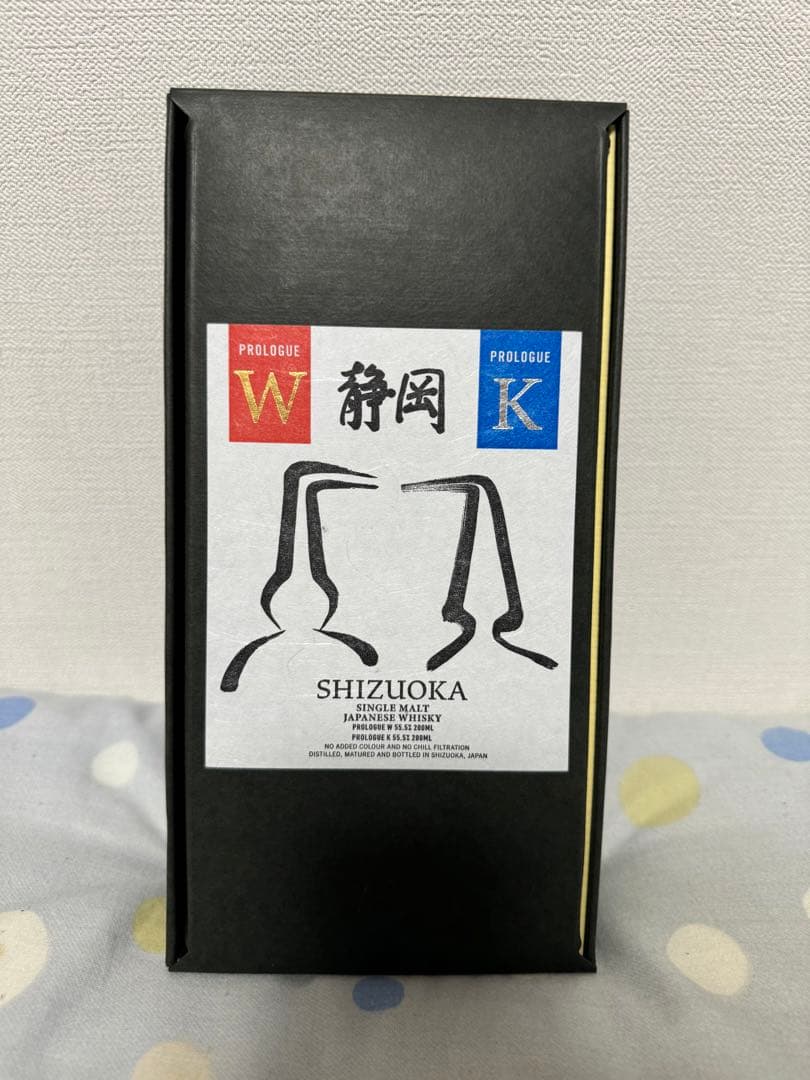 PROLOGUE
W
静岡
PROLOGUE
K
SHIZUOKA
SINGLE MALT
JAPANESE WHISKY
PROLOGUE W 55.5% 200ML
PROLOGUE K 55.5% 200ML
NO ADDED COLOUR AND NO CHILL FILTRATION
DISTILLED, MATURED AND BOTTLED IN SHIZUOKA, JAPAN